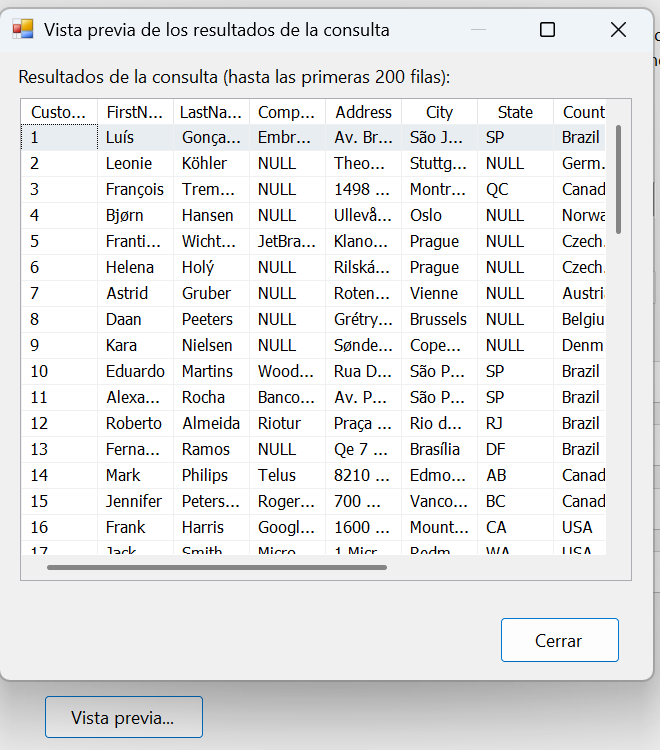 Vista previa de los resultados de la consulta
Resultados de la consulta (hasta las primeras 200 filas):
Custo... FirstN... LastNa... Comp... Address City State Count
1 Luís Gonça... Embr... Av. Br... São J... SP Brazil
2 Leonie Köhler NULL Theo... Stuttg... NULL Germ.
3 François Trem... NULL 1498 ... Montr... QC Canad
4 Bjørn Hansen NULL Ullevå... Oslo NULL Norwa
5 Franti... Wicht... JetBra... Klano... Prague NULL Czech.
6 Helena Holý NULL Rilská... Prague NULL Czech.
7 Astrid Gruber NULL Roten... Vienne NULL Austri
8 Daan Peeters NULL Grétry... Brussels NULL Belgiu
9 Kara Nielsen NULL Sønde... Cope... NULL Denm
10 Eduardo Martins Wood... Rua D... São P... SP Brazil
11 Alexa... Rocha Banco... Av. P... São P... SP Brazil
12 Roberto Almeida Riotur Praça ... Rio d... RJ Brazil
13 Ferna... Ramos NULL Qe 7 ... Brasília DF Brazil
14 Mark Philips Telus 8210 ... Edmo... AB Canad
15 Jennifer Peters... Roger... 700 ... Vanco... BC Canad
16 Frank Harris Googl... 1600 ... Mount... CA USA
17 Jack Smith Micro... 1 Micr... Redm... WA USA
Cerrar
Vista previa...